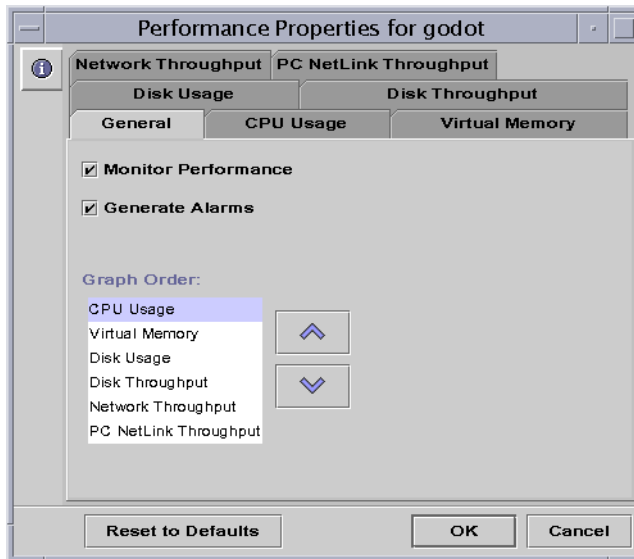 Performance Properties for godot
Network Throughput PC NetLink Throughput
Disk Usage Disk Throughput
General CPU Usage Virtual Memory
Monitor Performance
Generate Alarms
Graph Order:
CPU Usage
Virtual Memory
Disk Usage
Disk Throughput
Network Throughput
PC NetLink Throughput
Reset to Defaults OK Cancel